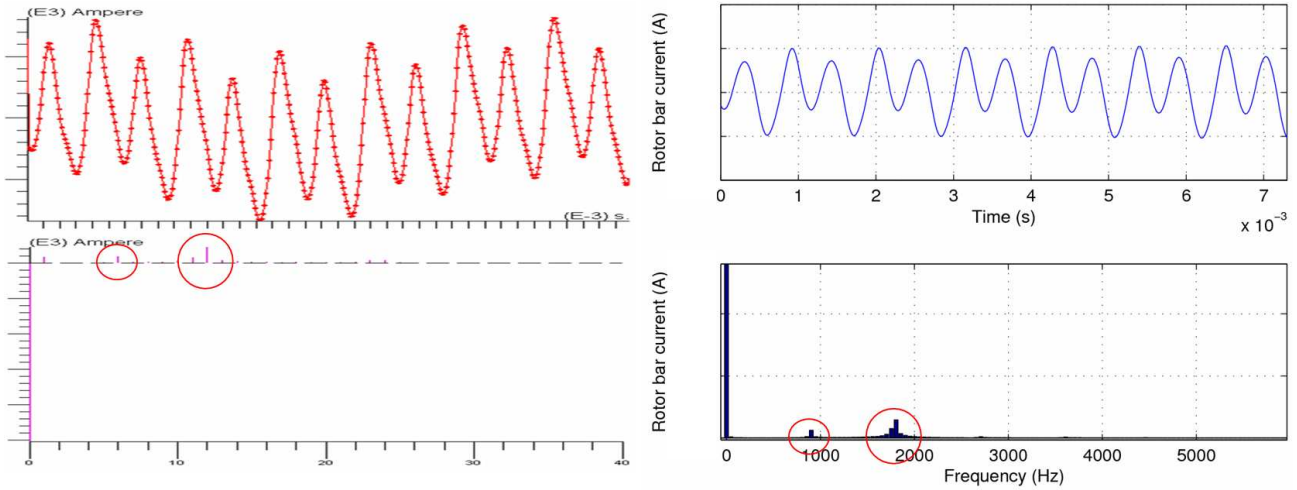 (E3) Ampere
(E-3) s.
(E3) Ampere
0 10 20 30 40
Rotor bar current (A)
0 1 2 3 4 5 6 7
Time (s)
x 10⁻³
Rotor bar current (A)
0 1000 2000 3000 4000 5000
Frequency (Hz)